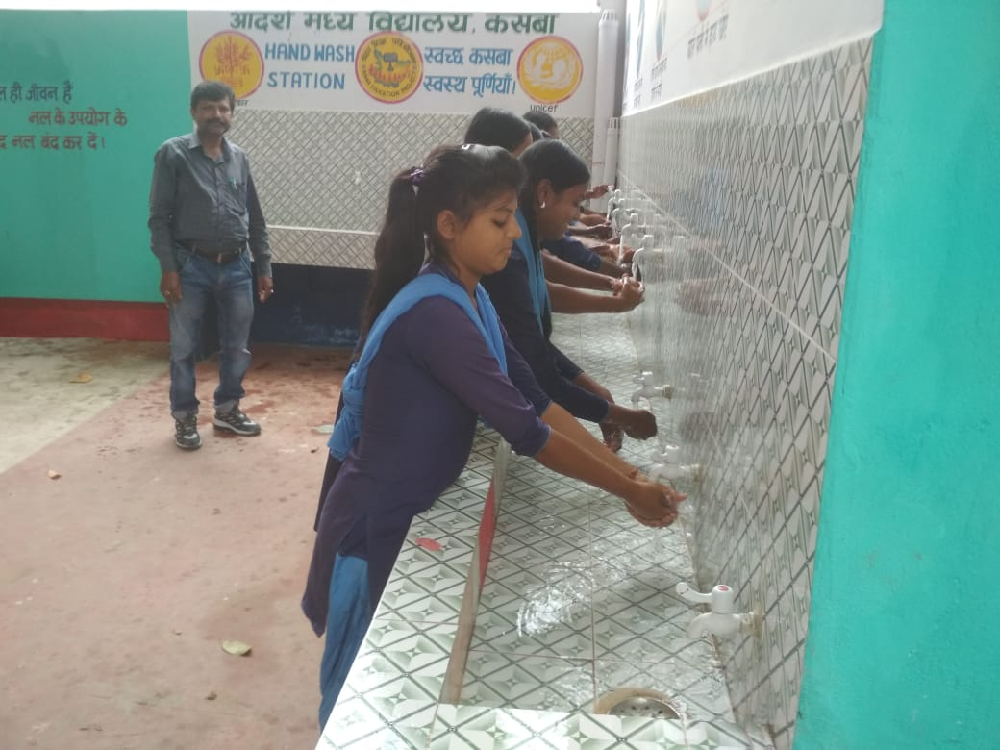 आदर्श मध्य विद्यालय, कसबा
HAND WASH
STATION
स्वच्छ कसबा
स्वस्थ पूर्णियाँ।
unicef
ही जीवन है
नल के उपयोग के
नल बंद कर दें।